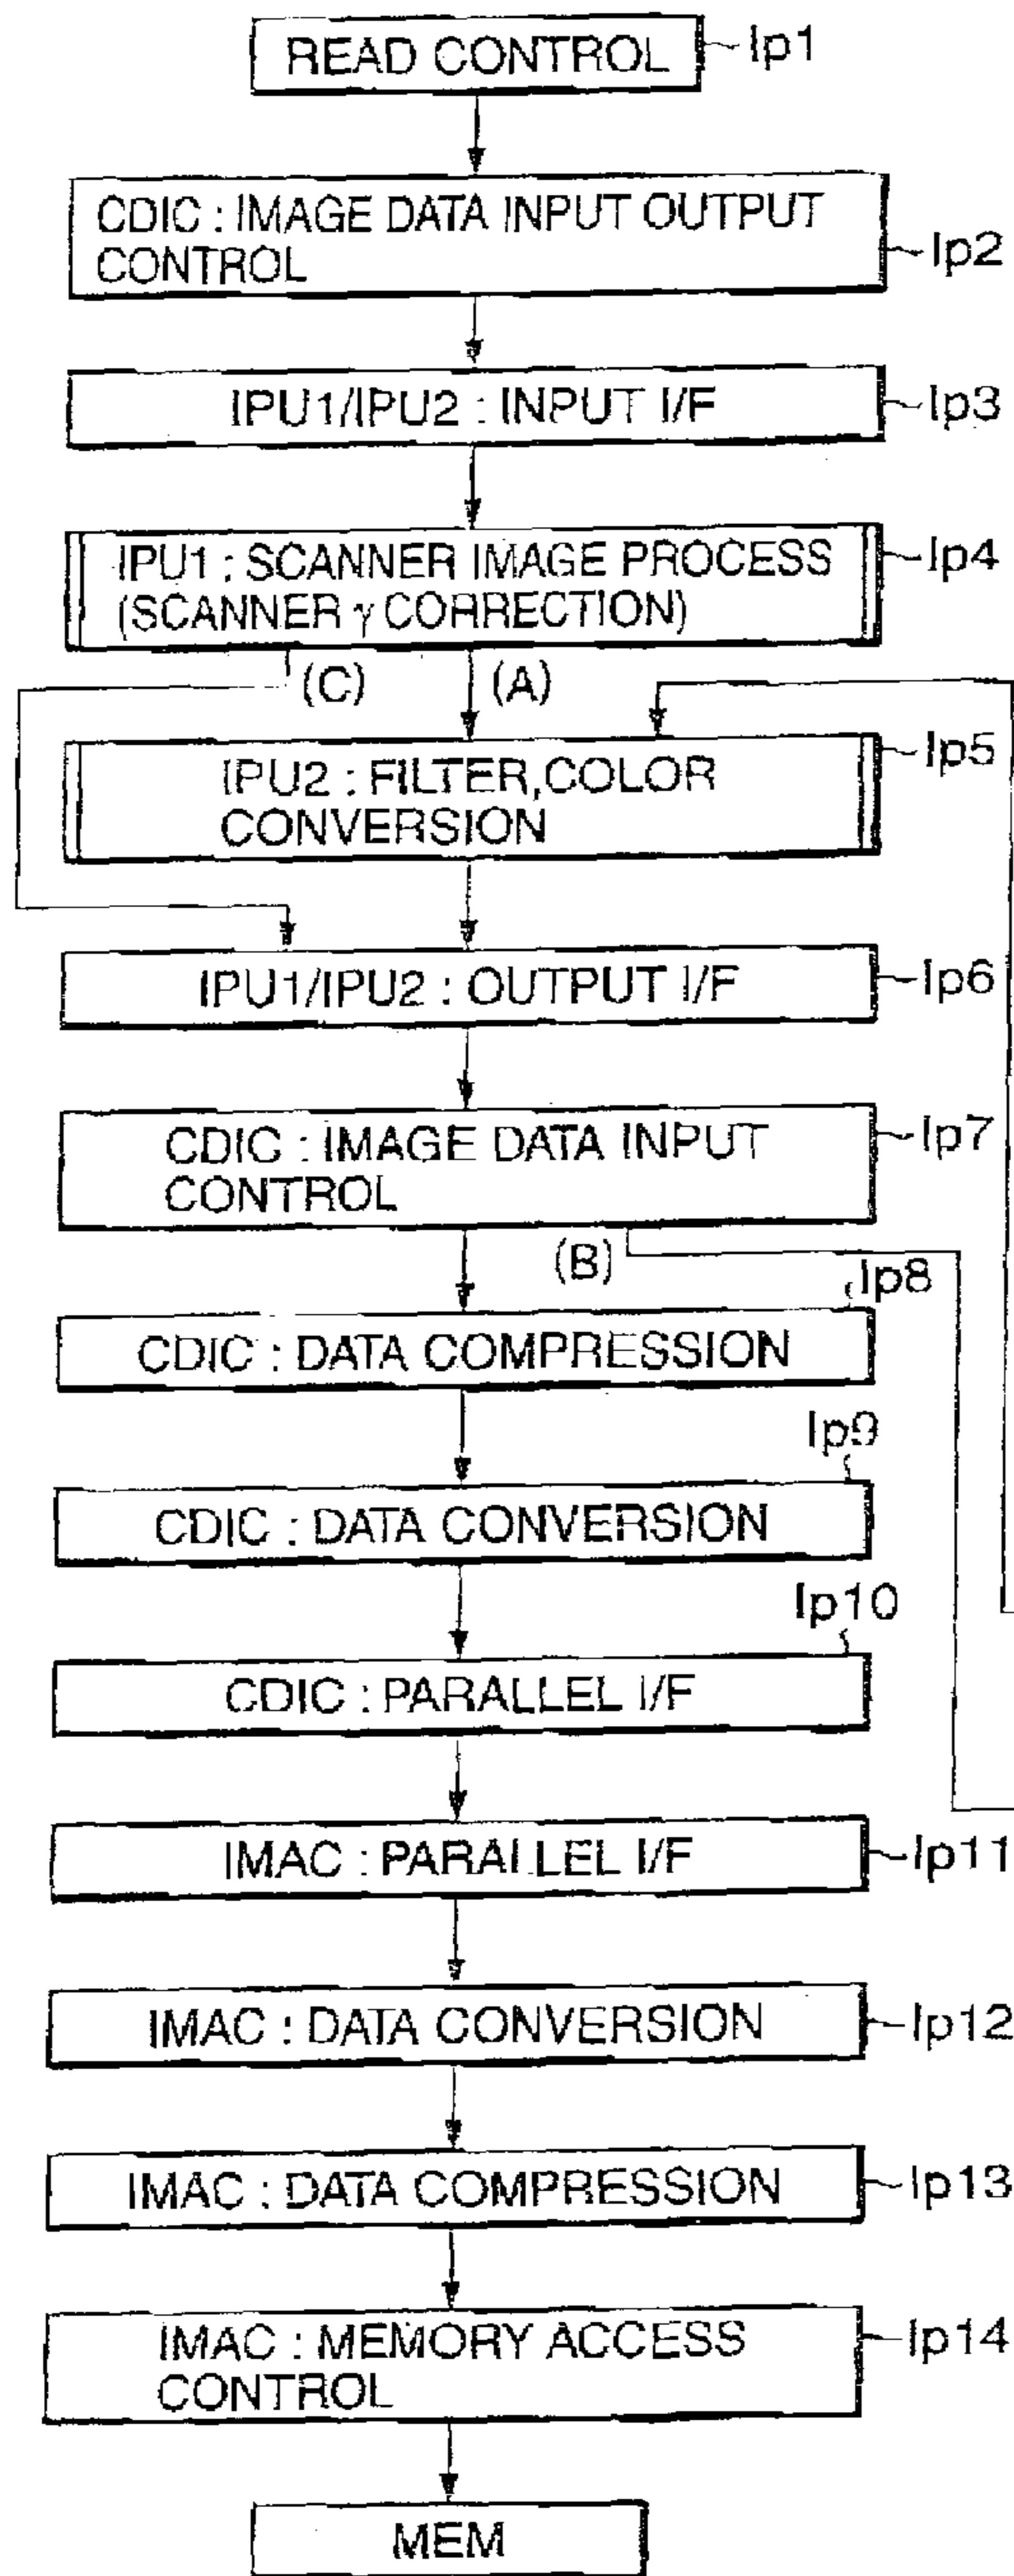 READ CONTROL
Ip1
CDIC : IMAGE DATA INPUT OUTPUT
CONTROL
Ip2
IPU1/IPU2 : INPUT I/F
Ip3
IPU1 : SCANNER IMAGE PROCESS
(SCANNER γ CORRECTION)
Ip4
(C)
(A)
IPU2 : FILTER,COLOR
CONVERSION
Ip5
IPU1/IPU2 : OUTPUT I/F
Ip6
CDIC : IMAGE DATA INPUT
CONTROL
Ip7
(B)
Ip8
CDIC : DATA COMPRESSION
Ip9
CDIC : DATA CONVERSION
Ip10
CDIC : PARALLEL I/F
IMAC : PARALLEL I/F
Ip11
IMAC : DATA CONVERSION
Ip12
IMAC : DATA COMPRESSION
Ip13
IMAC : MEMORY ACCESS
CONTROL
Ip14
MEM